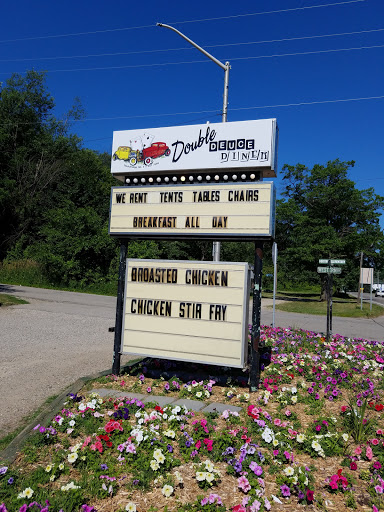 Double
DEUCE
DINER
WE RENT TENTS TABLES CHAIRS
BREAKFAST ALL DAY
BROASTED CHICKEN
CHICKEN STIR FRY